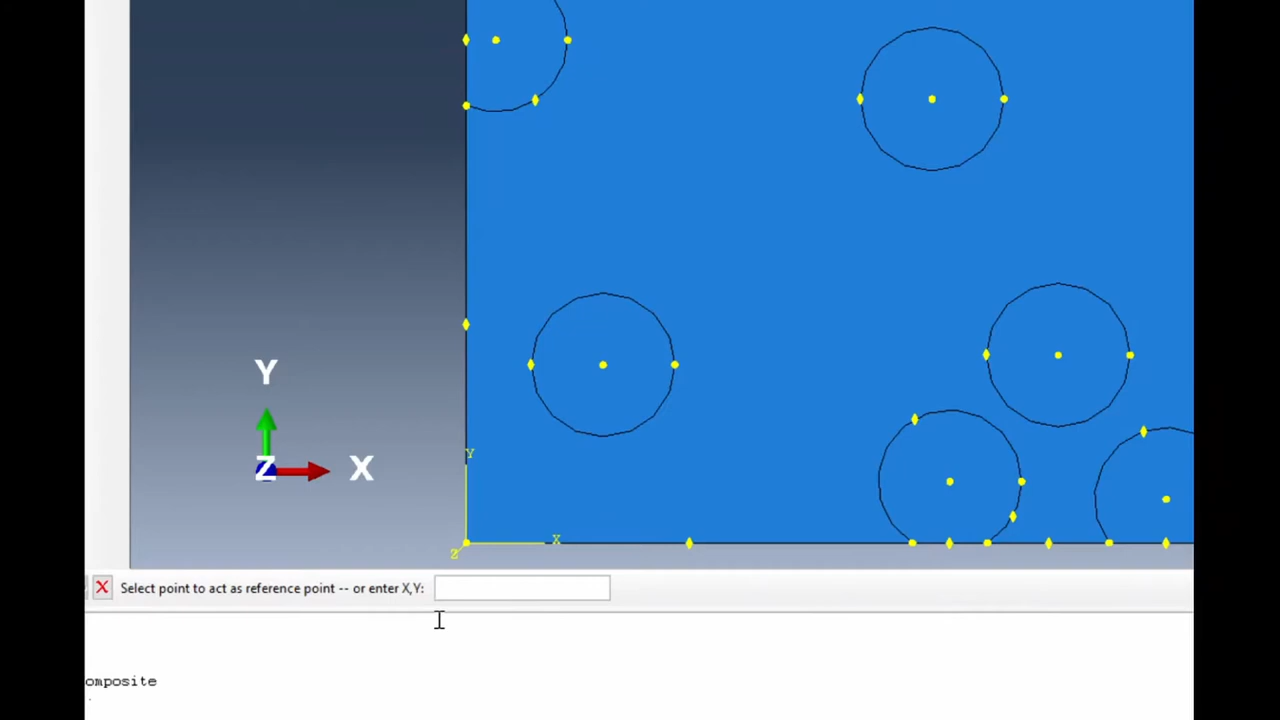 Y
Z X
Y
X
Z
X Select point to act as reference point -- or enter X,Y:
omposite